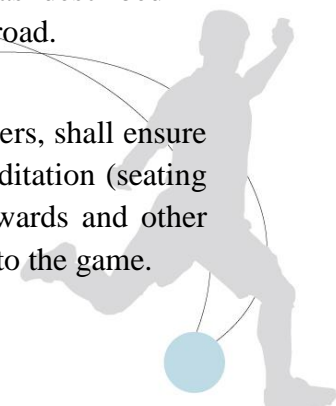 road.
ers, shall ensure
ditation (seating
wards and other
to the game.